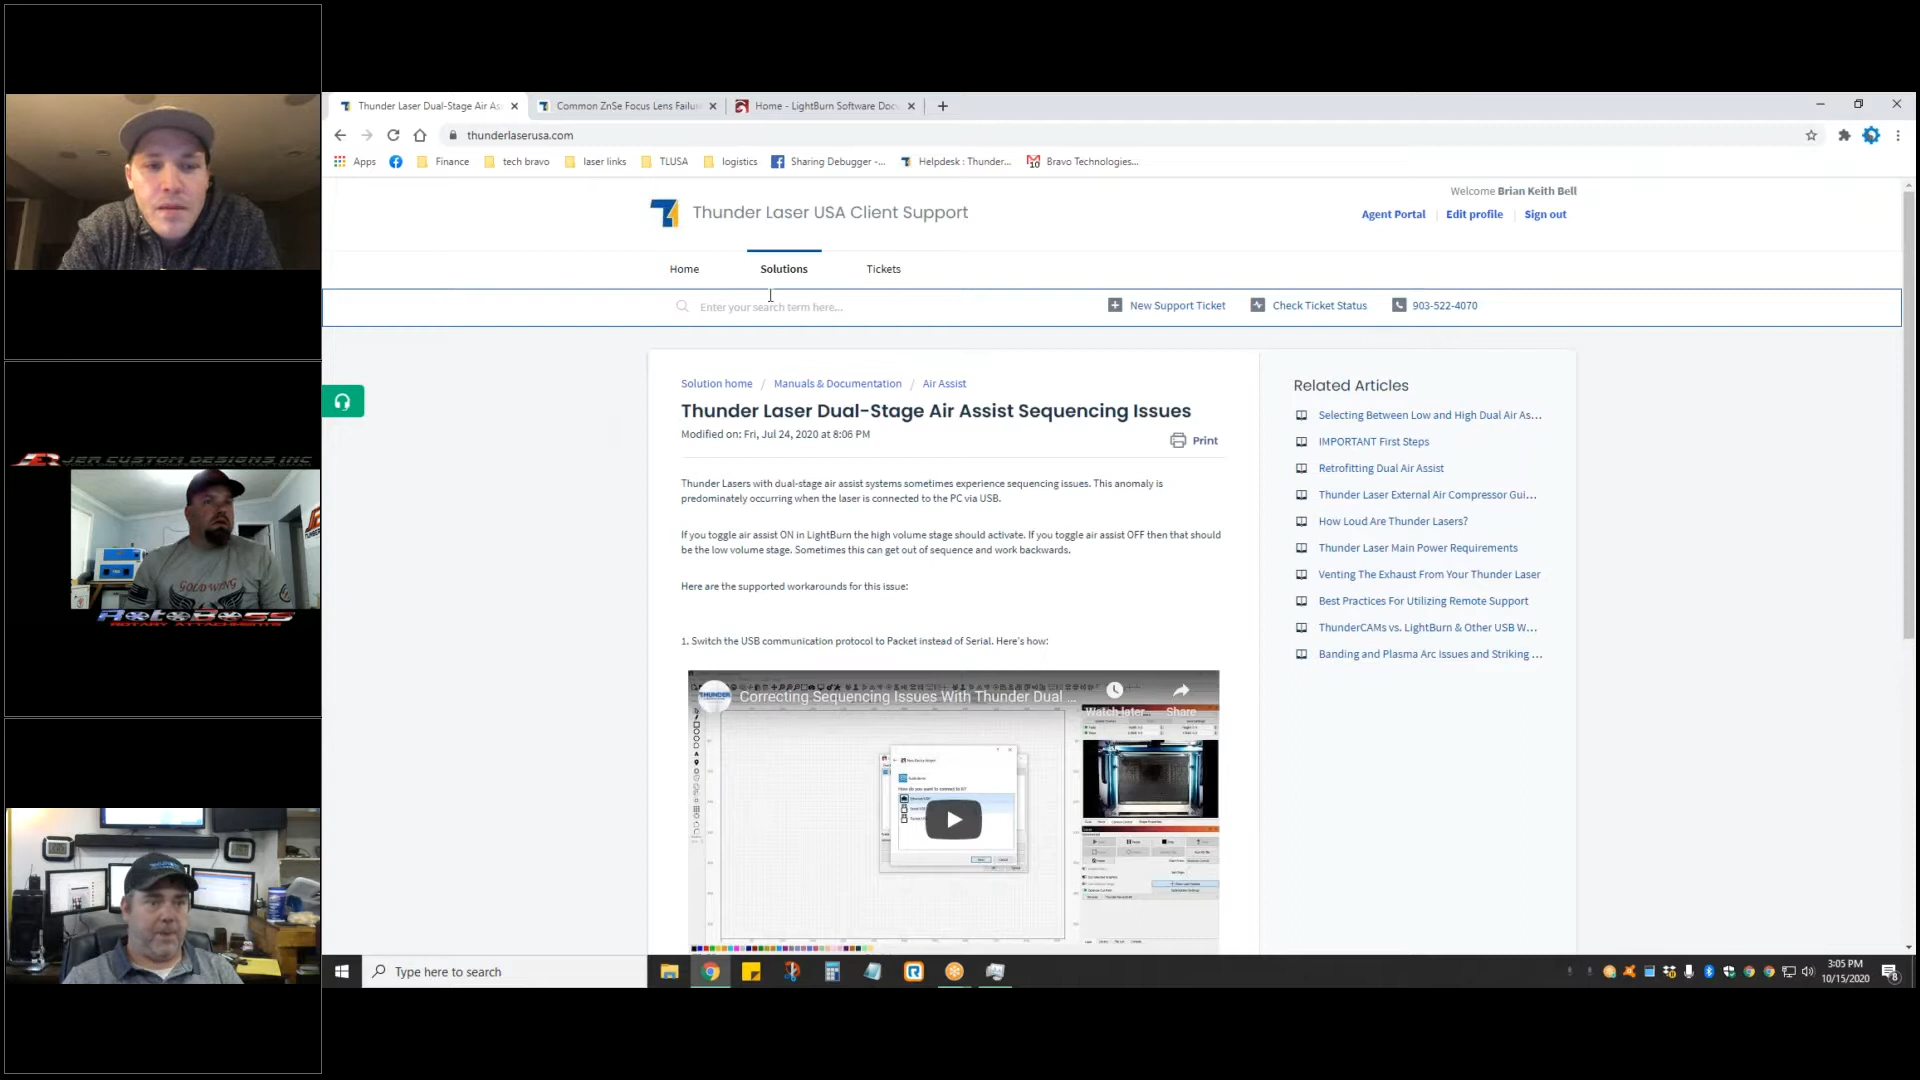 Thunder Laser Dual-Stage Air As
Common ZnSe Focus Lens Failur
Home - LightBurn Software Doc
thunderlaserusa.com
Apps
Finance
tech bravo
laser links
TLUSA
logistics
Sharing Debugger -...
Helpdesk : Thunder...
Bravo Technologies...
Welcome Brian Keith Bell
Thunder Laser USA Client Support
Agent Portal
Edit profile
Sign out
Home
Solutions
Tickets
Enter your search term here...
New Support Ticket
Check Ticket Status
903-522-4070
Solution home / Manuals & Documentation / Air Assist
Thunder Laser Dual-Stage Air Assist Sequencing Issues
Modified on: Fri, Jul 24, 2020 at 8:06 PM
Print
Thunder Lasers with dual-stage air assist systems sometimes experience sequencing issues. This anomaly is
predominately occurring when the laser is connected to the PC via USB.
If you toggle air assist ON in LightBurn the high volume stage should activate. If you toggle air assist OFF then that should
be the low volume stage. Sometimes this can get out of sequence and work backwards.
Here are the supported workarounds for this issue:
1. Switch the USB communication protocol to Packet instead of Serial. Here's how:
Correcting Sequencing Issues With Thunder Dual ...
Watch later
Share
Related Articles
Selecting Between Low and High Dual Air As...
IMPORTANT First Steps
Retrofitting Dual Air Assist
Thunder Laser External Air Compressor Gui...
How Loud Are Thunder Lasers?
Thunder Laser Main Power Requirements
Venting The Exhaust From Your Thunder Laser
Best Practices For Utilizing Remote Support
ThunderCAMs vs. LightBurn & Other USB W...
Banding and Plasma Arc Issues and Striking ...
JER CUSTOM DESIGNS INC
GOLDWING
RotoBoss
ROTARY ATTACHMENTS
Type here to search
3:05 PM
10/15/2020
8